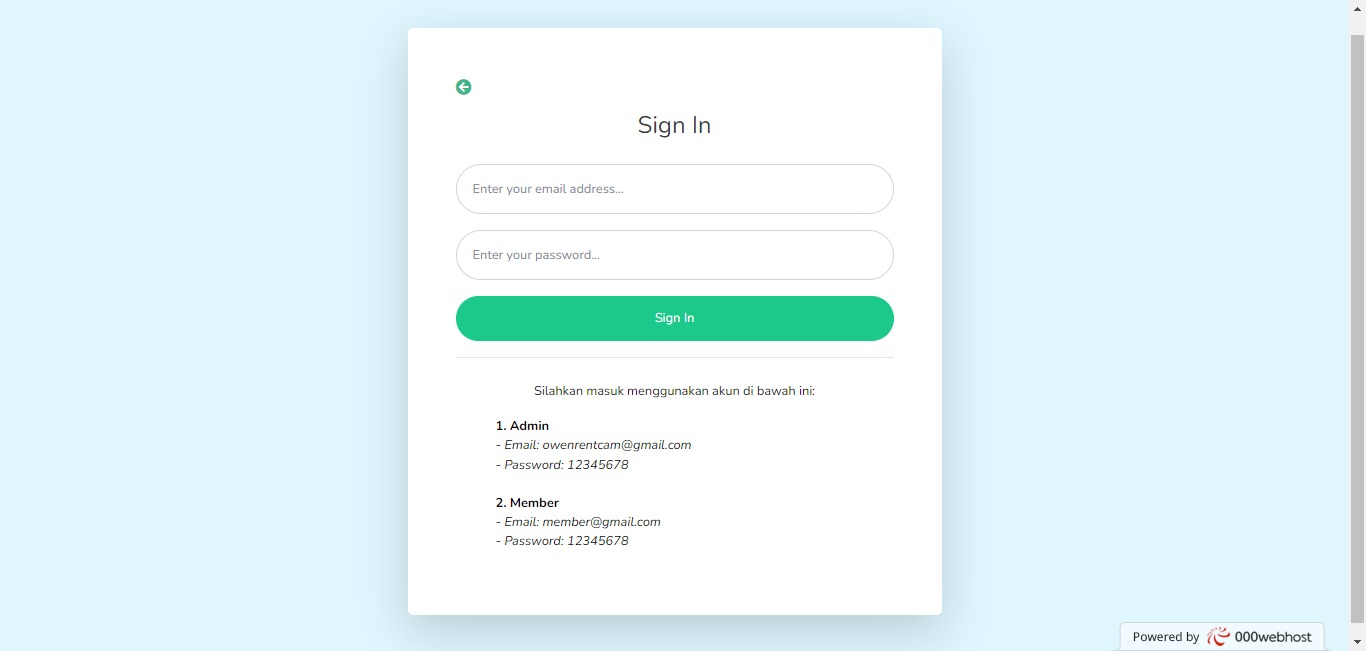 Sign In
Enter your email address...
Enter your password...
Sign In
Silahkan masuk menggunakan akun di bawah ini:
1. Admin
- Email: owenrentcam@gmail.com
- Password: 12345678
2. Member
- Email: member@gmail.com
- Password: 12345678
Powered by 000webhost